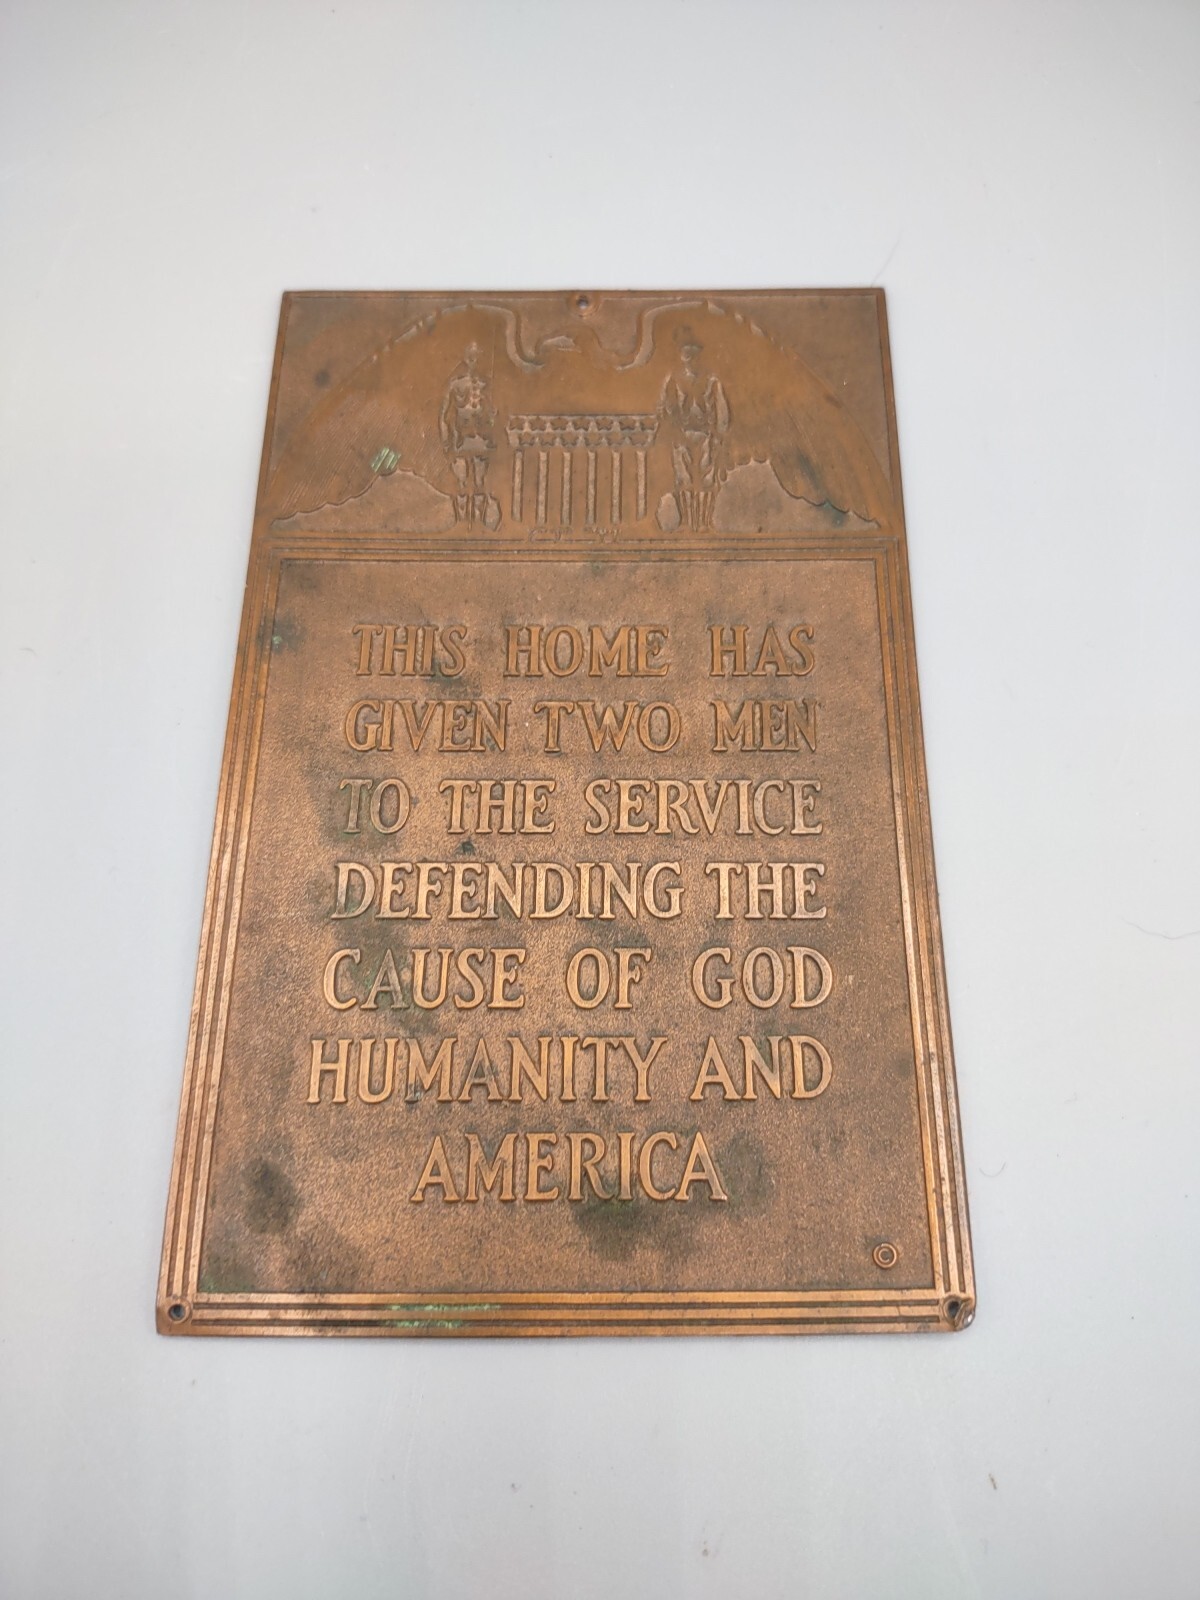 THIS HOME HAS
GIVEN TWO MEN
TO THE SERVICE
DEFENDING THE
CAUSE OF GOD
HUMANITY AND
AMERICA
©